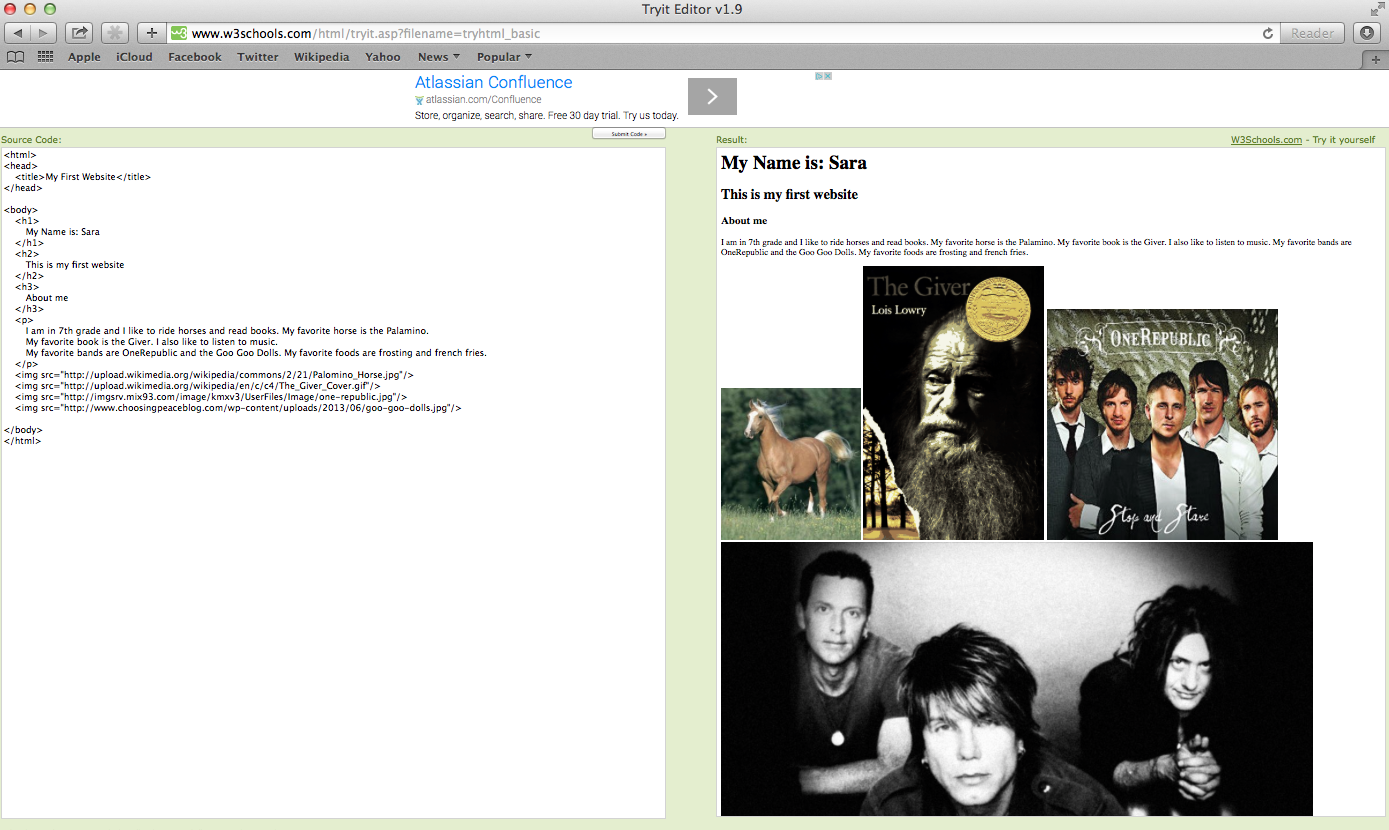 Tryit Editor v1.9
www.w3schools.com/html/tryit.asp?filename=tryhtml_basic
Reader
Apple iCloud Facebook Twitter Wikipedia Yahoo News Popular
Atlassian Confluence
atlassian.com/Confluence
Store, organize, search, share. Free 30 day trial. Try us today.
Source Code:
Submit Code »
<html>
<head>
<title>My First Website</title>
</head>
<body>
<h1>
My Name is: Sara
</h1>
<h2>
This is my first website
</h2>
<h3>
About me
</h3>
<p>
I am in 7th grade and I like to ride horses and read books. My favorite horse is the Palamino.
My favorite book is the Giver. I also like to listen to music.
My favorite bands are OneRepublic and the Goo Goo Dolls. My favorite foods are frosting and french fries.
</p>
<img src="http://upload.wikimedia.org/wikipedia/commons/2/21/Palomino_Horse.jpg"/>
<img src="http://upload.wikimedia.org/wikipedia/en/c/c4/The_Giver_Cover.gif"/>
<img src="http://imgsrv.mix93.com/image/kmxv3/UserFiles/Image/one-republic.jpg"/>
<img src="http://www.choosingpeaceblog.com/wp-content/uploads/2013/06/goo-goo-dolls.jpg"/>
</body>
</html>
Result:
W3Schools.com - Try it yourself
My Name is: Sara
This is my first website
About me
I am in 7th grade and I like to ride horses and read books. My favorite horse is the Palamino. My favorite book is the Giver. I also like to listen to music. My favorite bands are
OneRepublic and the Goo Goo Dolls. My favorite foods are frosting and french fries.
The Giver
Lois Lowry
OneRepublic
Stop and Stare